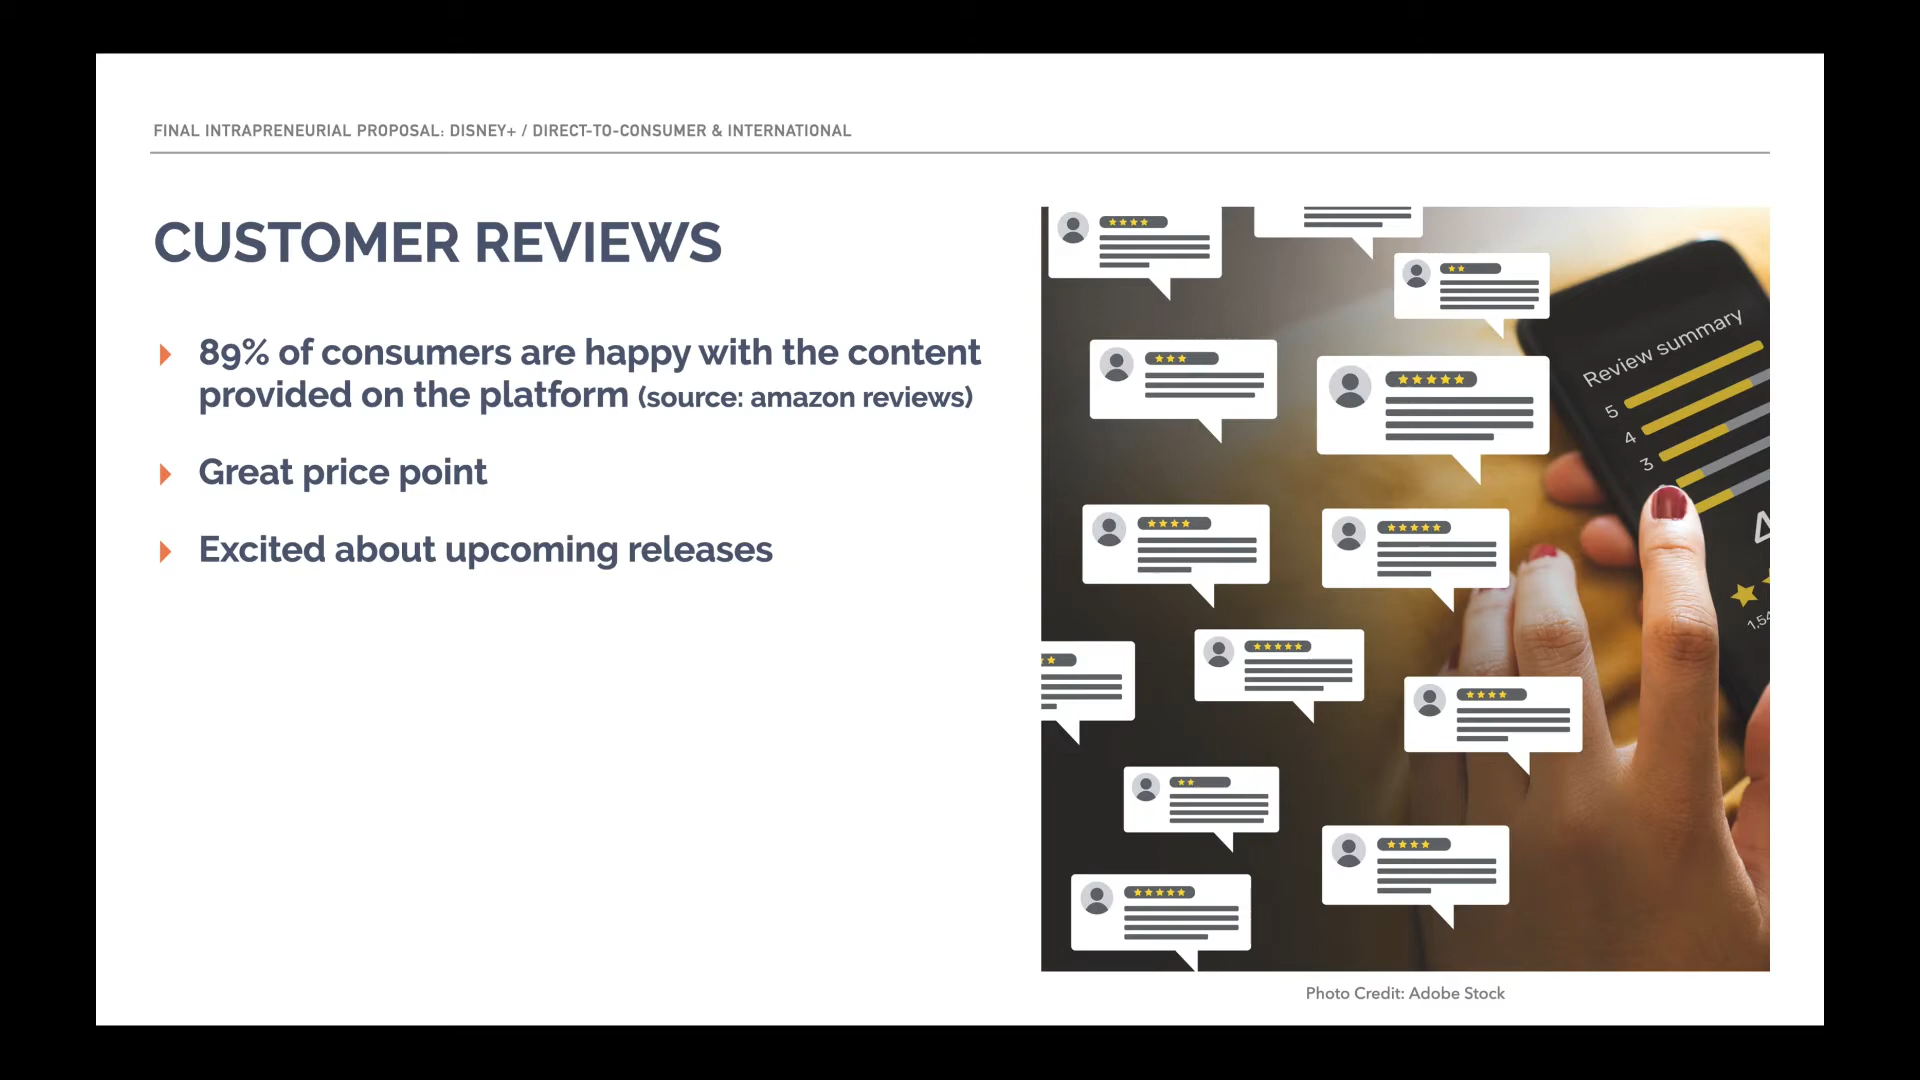 FINAL INTRAPRENEURIAL PROPOSAL: DISNEY+ / DIRECT-TO-CONSUMER & INTERNATIONAL
CUSTOMER REVIEWS
89% of consumers are happy with the content
provided on the platform (source: amazon reviews)
Great price point
Excited about upcoming releases
Review summary
5
4
3
Photo Credit: Adobe Stock